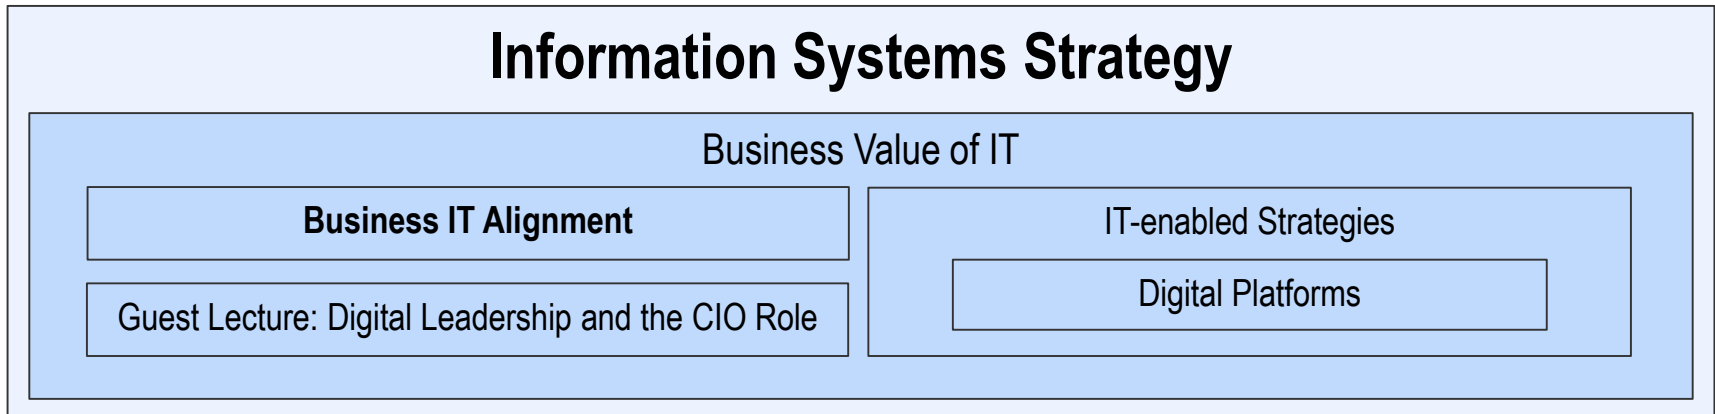 Information Systems Strategy
Business Value of IT
Business IT Alignment
IT-enabled Strategies
Digital Platforms
Guest Lecture: Digital Leadership and the CIO Role